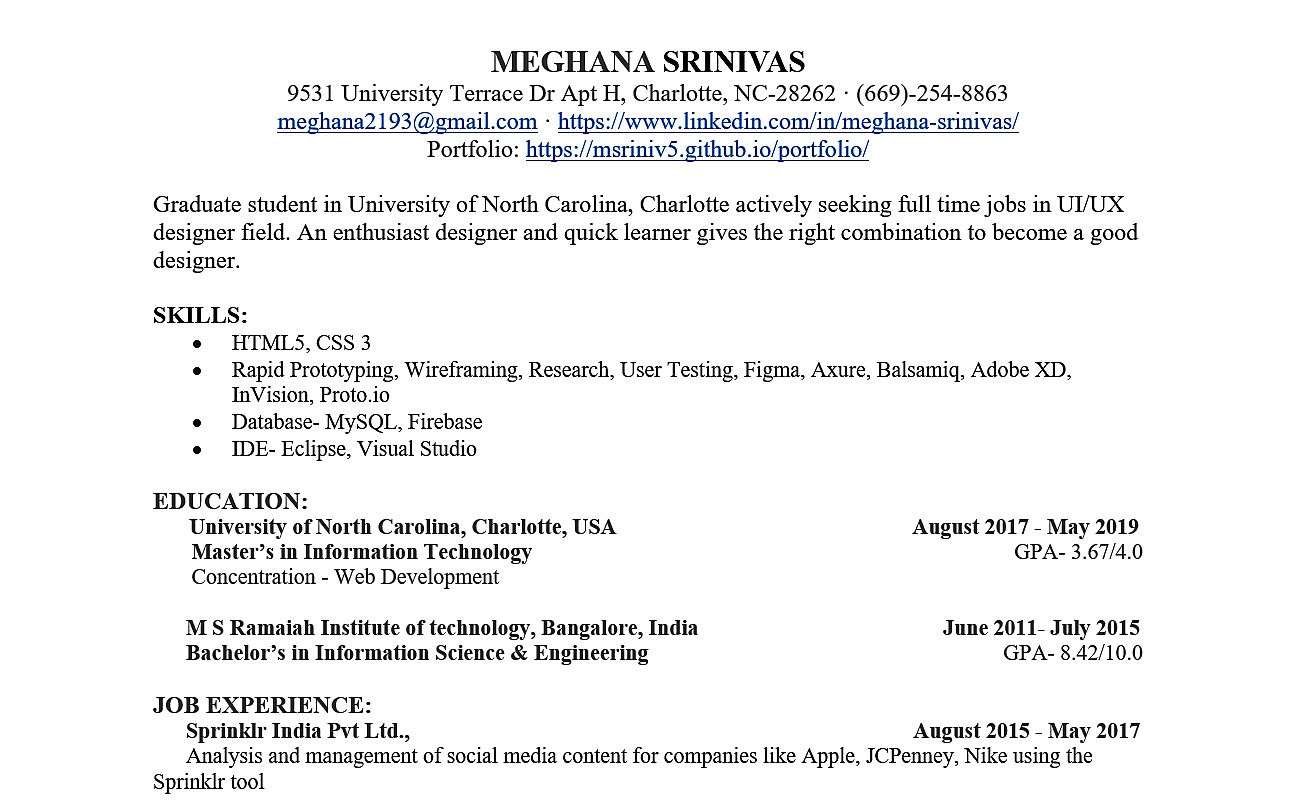 MEGHANA SRINIVAS
9531 University Terrace Dr Apt H, Charlotte, NC-28262 · (669)-254-8863
meghana2193@gmail.com · https://www.linkedin.com/in/meghana-srinivas/
Portfolio: https://msriniv5.github.io/portfolio/
Graduate student in University of North Carolina, Charlotte actively seeking full time jobs in UI/UX
designer field. An enthusiast designer and quick learner gives the right combination to become a good
designer.
SKILLS:
• HTML5, CSS 3
• Rapid Prototyping, Wireframing, Research, User Testing, Figma, Axure, Balsamiq, Adobe XD,
InVision, Proto.io
• Database- MySQL, Firebase
• IDE- Eclipse, Visual Studio
EDUCATION:
University of North Carolina, Charlotte, USA August 2017 - May 2019
Master’s in Information Technology GPA- 3.67/4.0
Concentration - Web Development
M S Ramaiah Institute of technology, Bangalore, India June 2011- July 2015
Bachelor’s in Information Science & Engineering GPA- 8.42/10.0
JOB EXPERIENCE:
Sprinklr India Pvt Ltd., August 2015 - May 2017
Analysis and management of social media content for companies like Apple, JCPenney, Nike using the
Sprinklr tool